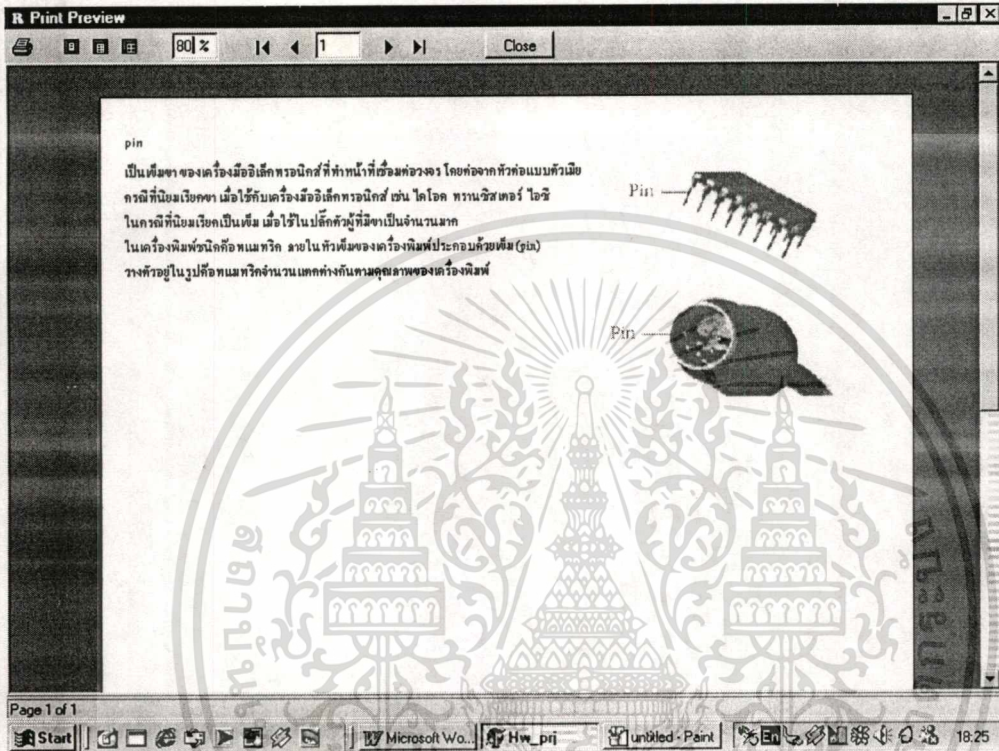 Print Preview
80 %
1
Close
pin
เป็นเข็มขา ของเครื่องมืออิเล็กทรอนิกส์ที่ทำหน้าที่เชื่อมต่อวงจร โดยต่อจากหัวต่อแบบตัวเมีย
กรณีที่นิยมเรียกขา เมื่อใช้กับเครื่องมืออิเล็กทรอนิกส์ เช่น ไดโอด ทรานซิสเตอร์ ไอซี
ในกรณีที่นิยมเรียกเป็นเข็ม เมื่อใช้ในปลั๊กตัวผู้ที่มีขาเป็นจำนวนมาก
ในเครื่องพิมพ์ชนิดด๊อทแมทริก ภายในหัวเข็มของเครื่องพิมพ์ประกอบด้วยเข็ม (pin)
วางตัวอยู่ในรูปด๊อทแมทริกจำนวนแตกต่างกันตามคุณภาพของเครื่องพิมพ์
Pin
Pin
Page 1 of 1
Start
Microsoft Wo...
Hw_prj
untitled - Paint
En
18:25